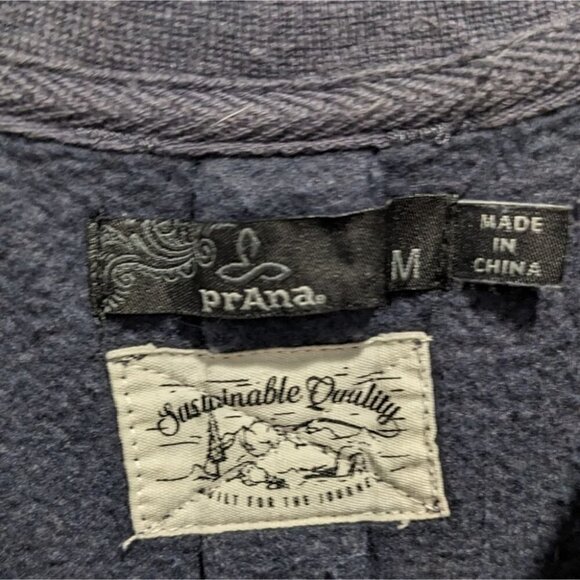 prAna.
M
MADE
IN
CHINA
Sustainable Quality
BUILT FOR THE JOURNEY